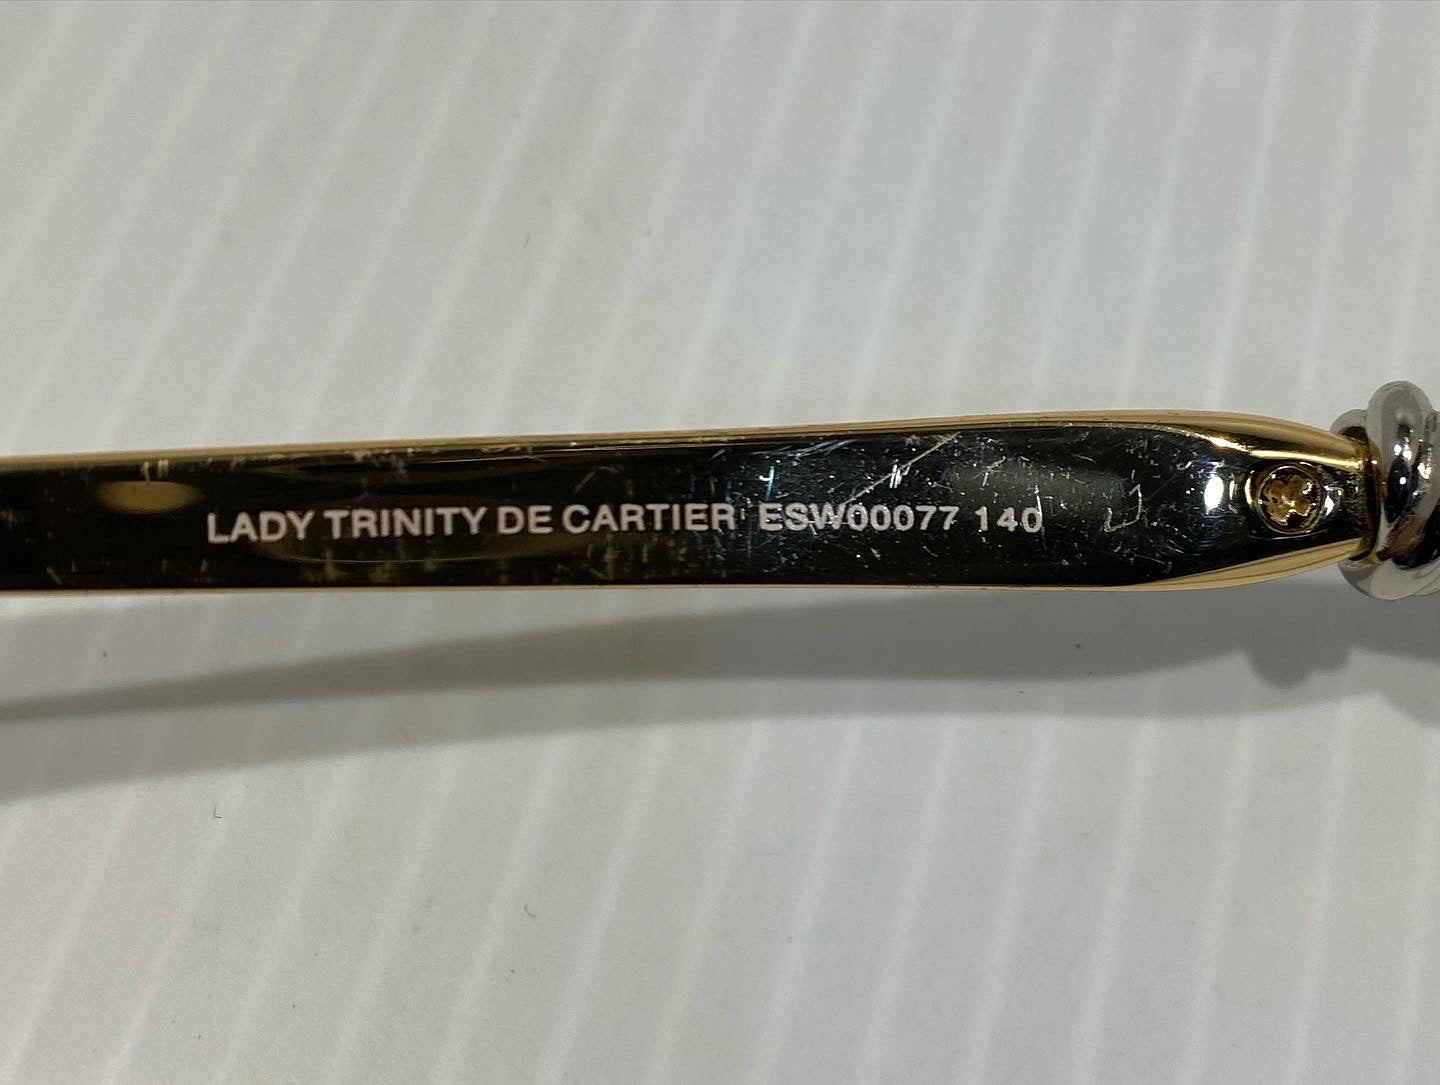 LADY TRINITY DE CARTIER ESW00077 140